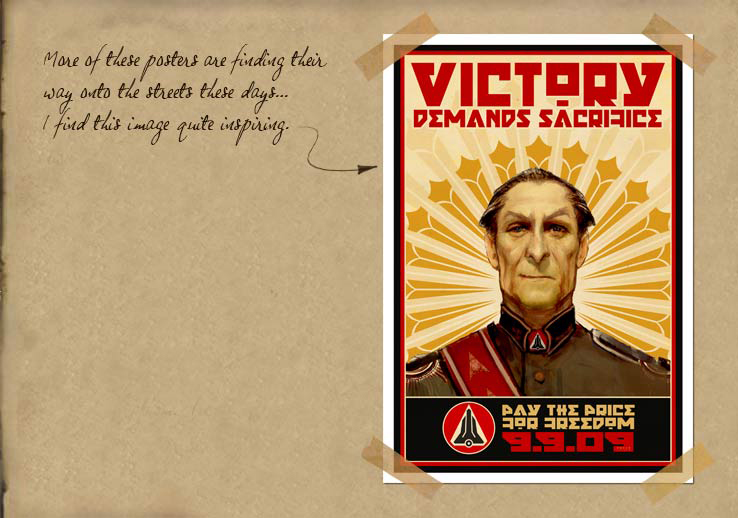 More of these posters are finding their
way onto the streets these days...
I find this image quite inspiring.
VICTORY
DEMANDS SACRIFICE
PAY THE PRICE
FOR FREEDOM
9.9.09